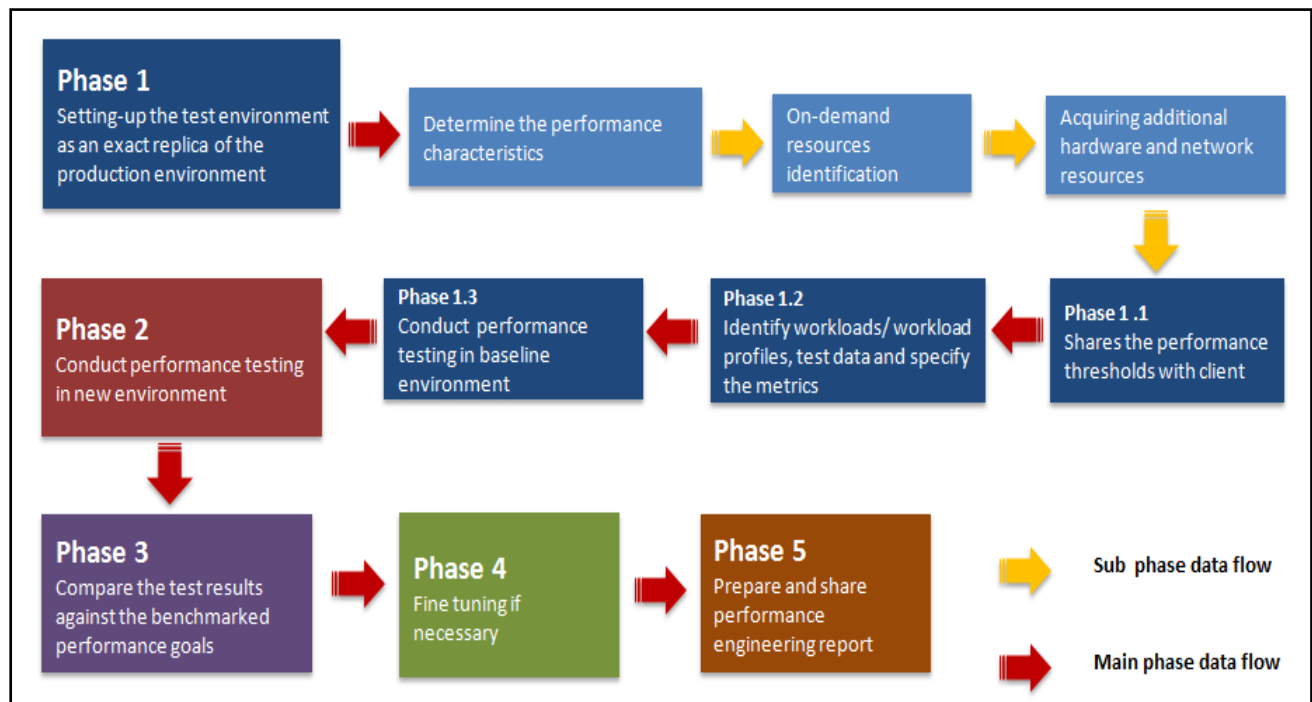 Phase 1
Setting-up the test environment
as an exact replica of the
production environment
Determine the performance
characteristics
On-demand
resources
identification
Acquiring additional
hardware and network
resources
Phase 1 .1
Shares the performance
thresholds with client
Phase 1.2
Identify workloads/ workload
profiles, test data and specify
the metrics
Phase 1.3
Conduct performance
testing in baseline
environment
Phase 2
Conduct performance testing
in new environment
Phase 3
Compare the test results
against the benchmarked
performance goals
Phase 4
Fine tuning if
necessary
Phase 5
Prepare and share
performance
engineering report
Sub phase data flow
Main phase data flow